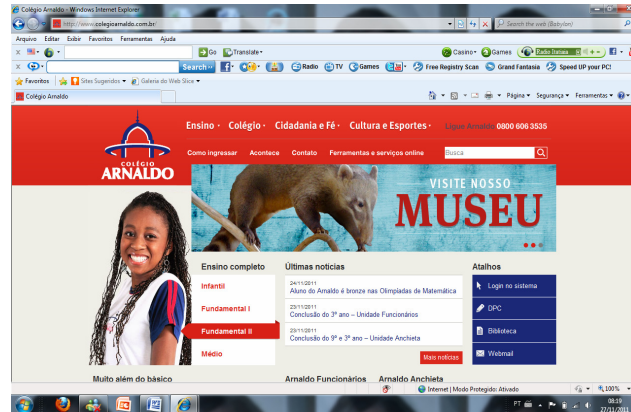 Colégio Arnaldo - Windows Internet Explorer
http://www.colegioarnaldo.com.br/
Search the web (Babylon)
Arquivo Editar Exibir Favoritos Ferramentas Ajuda
Go Translate Casino Games Radio Itatiaia
Search Radio TV Games Free Registry Scan Grand Fantasia Speed UP your PC!
Favoritos Sites Sugeridos Galeria do Web Slice
Colégio Arnaldo Página Segurança Ferramentas
Ensino Colégio Cidadania e Fé Cultura e Esportes Ligue Arnaldo 0800 606 3535
Como ingressar Acontece Contato Ferramentas e serviços online Busca
COLÉGIO
ARNALDO
VISITE NOSSO
MUSEU
Ensino completo
Infantil
Fundamental I
Fundamental II
Médio
Últimas notícias
24/11/2011
Aluno do Arnaldo é bronze nas Olimpíadas de Matemática
23/11/2011
Conclusão do 3º ano – Unidade Funcionários
23/11/2011
Conclusão do 9º e 3º ano – Unidade Anchieta
Mais notícias
Atalhos
Login no sistema
DPC
Biblioteca
Webmail
Muito além do básico Arnaldo Funcionários Arnaldo Anchieta
Internet | Modo Protegido: Ativado 100%
PT 08:19
27/11/2011